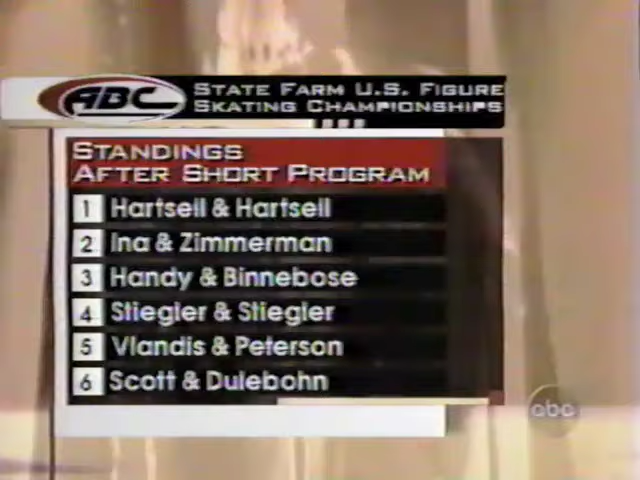 ABC
STATE FARM U.S. FIGURE
SKATING CHAMPIONSHIPS
STANDINGS
AFTER SHORT PROGRAM
1 Hartsell & Hartsell
2 Ina & Zimmerman
3 Handy & Binnebose
4 Stiegler & Stiegler
5 Vlandis & Peterson
6 Scott & Dulebohn
abc